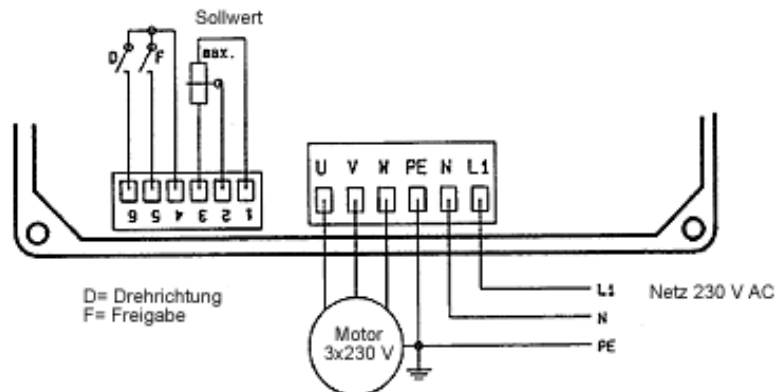 Sollwert
D F max.
U V W PE N L1
6 5 4 3 2 1
D= Drehrichtung
F= Freigabe
Motor
3x230 V
L1 Netz 230 V AC
N
PE